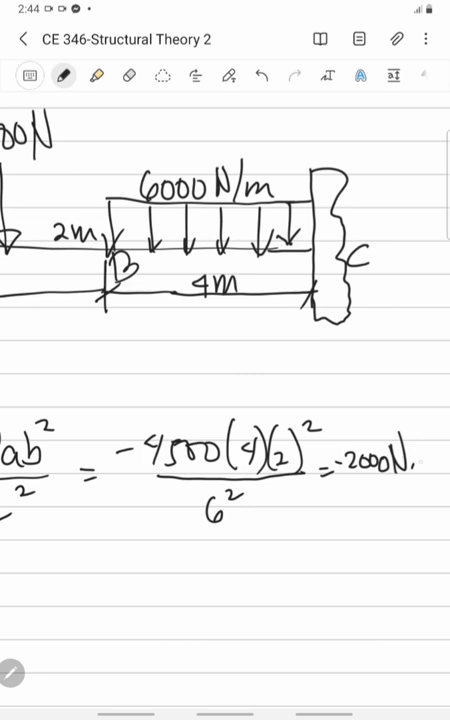 2:44
CE 346-Structural Theory 2
00N
6000 N/m
2m
B
C
4m
ab² / ² = -4500(4)(2)² / 6² = -2000N.